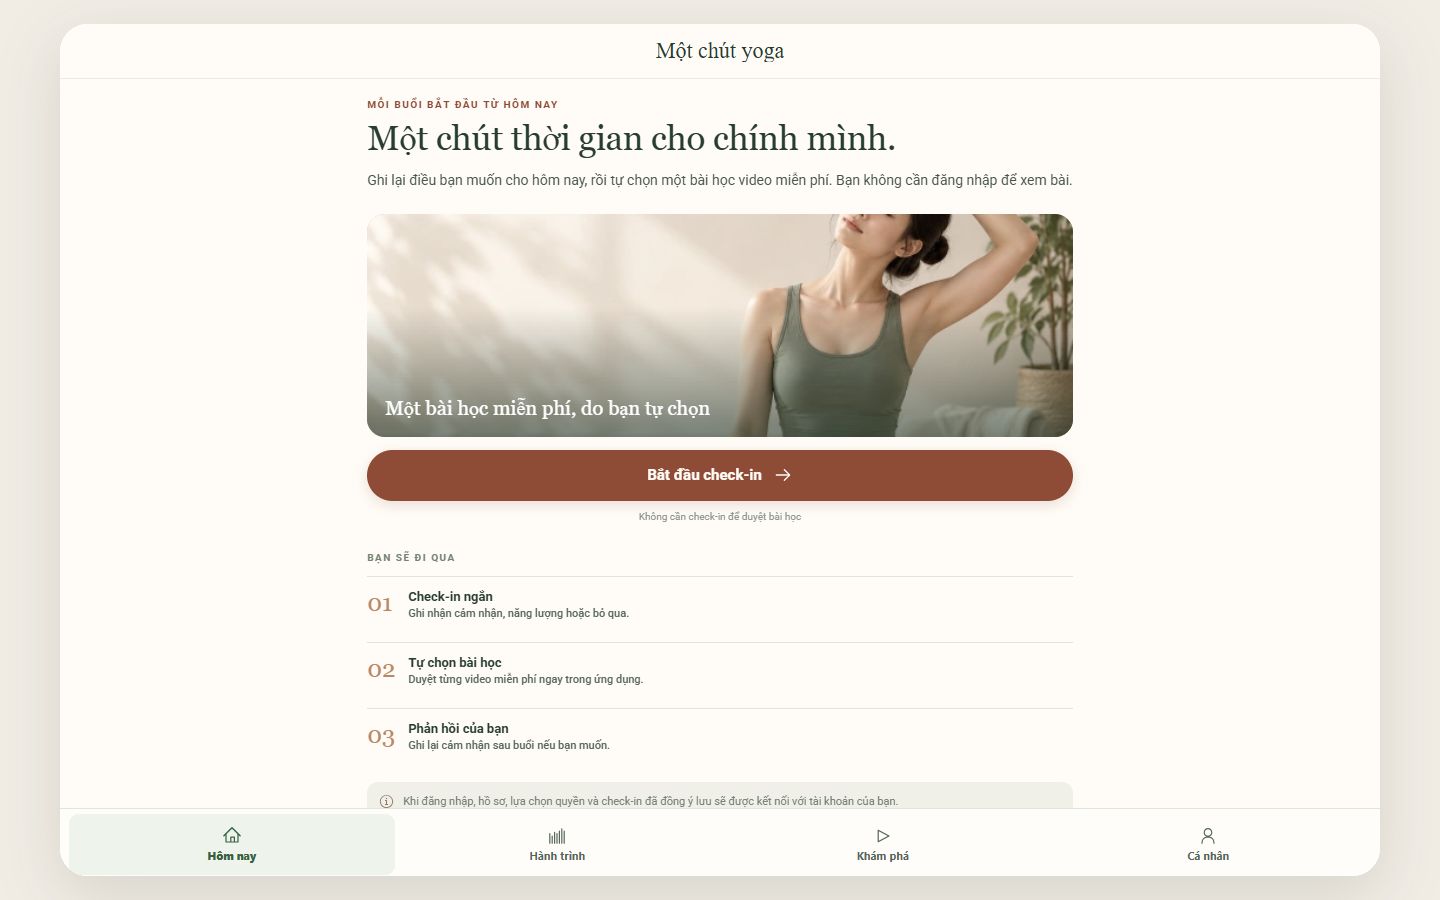 Một chút yoga
MỖI BUỔI BẮT ĐẦU TỪ HÔM NAY
Một chút thời gian cho chính mình.
Ghi lại điều bạn muốn cho hôm nay, rồi tự chọn một bài học video miễn phí. Bạn không cần đăng nhập để xem bài.
Một bài học miễn phí, do bạn tự chọn
Bắt đầu check-in
Không cần check-in để duyệt bài học
BẠN SẼ ĐI QUA
01 Check-in ngắn
Ghi nhận cảm nhận, năng lượng hoặc bỏ qua.
02 Tự chọn bài học
Duyệt từng video miễn phí ngay trong ứng dụng.
03 Phản hồi của bạn
Ghi lại cảm nhận sau buổi nếu bạn muốn.
Khi đăng nhập, hồ sơ, lựa chọn quyền và check-in đã đồng ý lưu sẽ được kết nối với tài khoản của bạn.
Hôm nay
Hành trình
Khám phá
Cá nhân